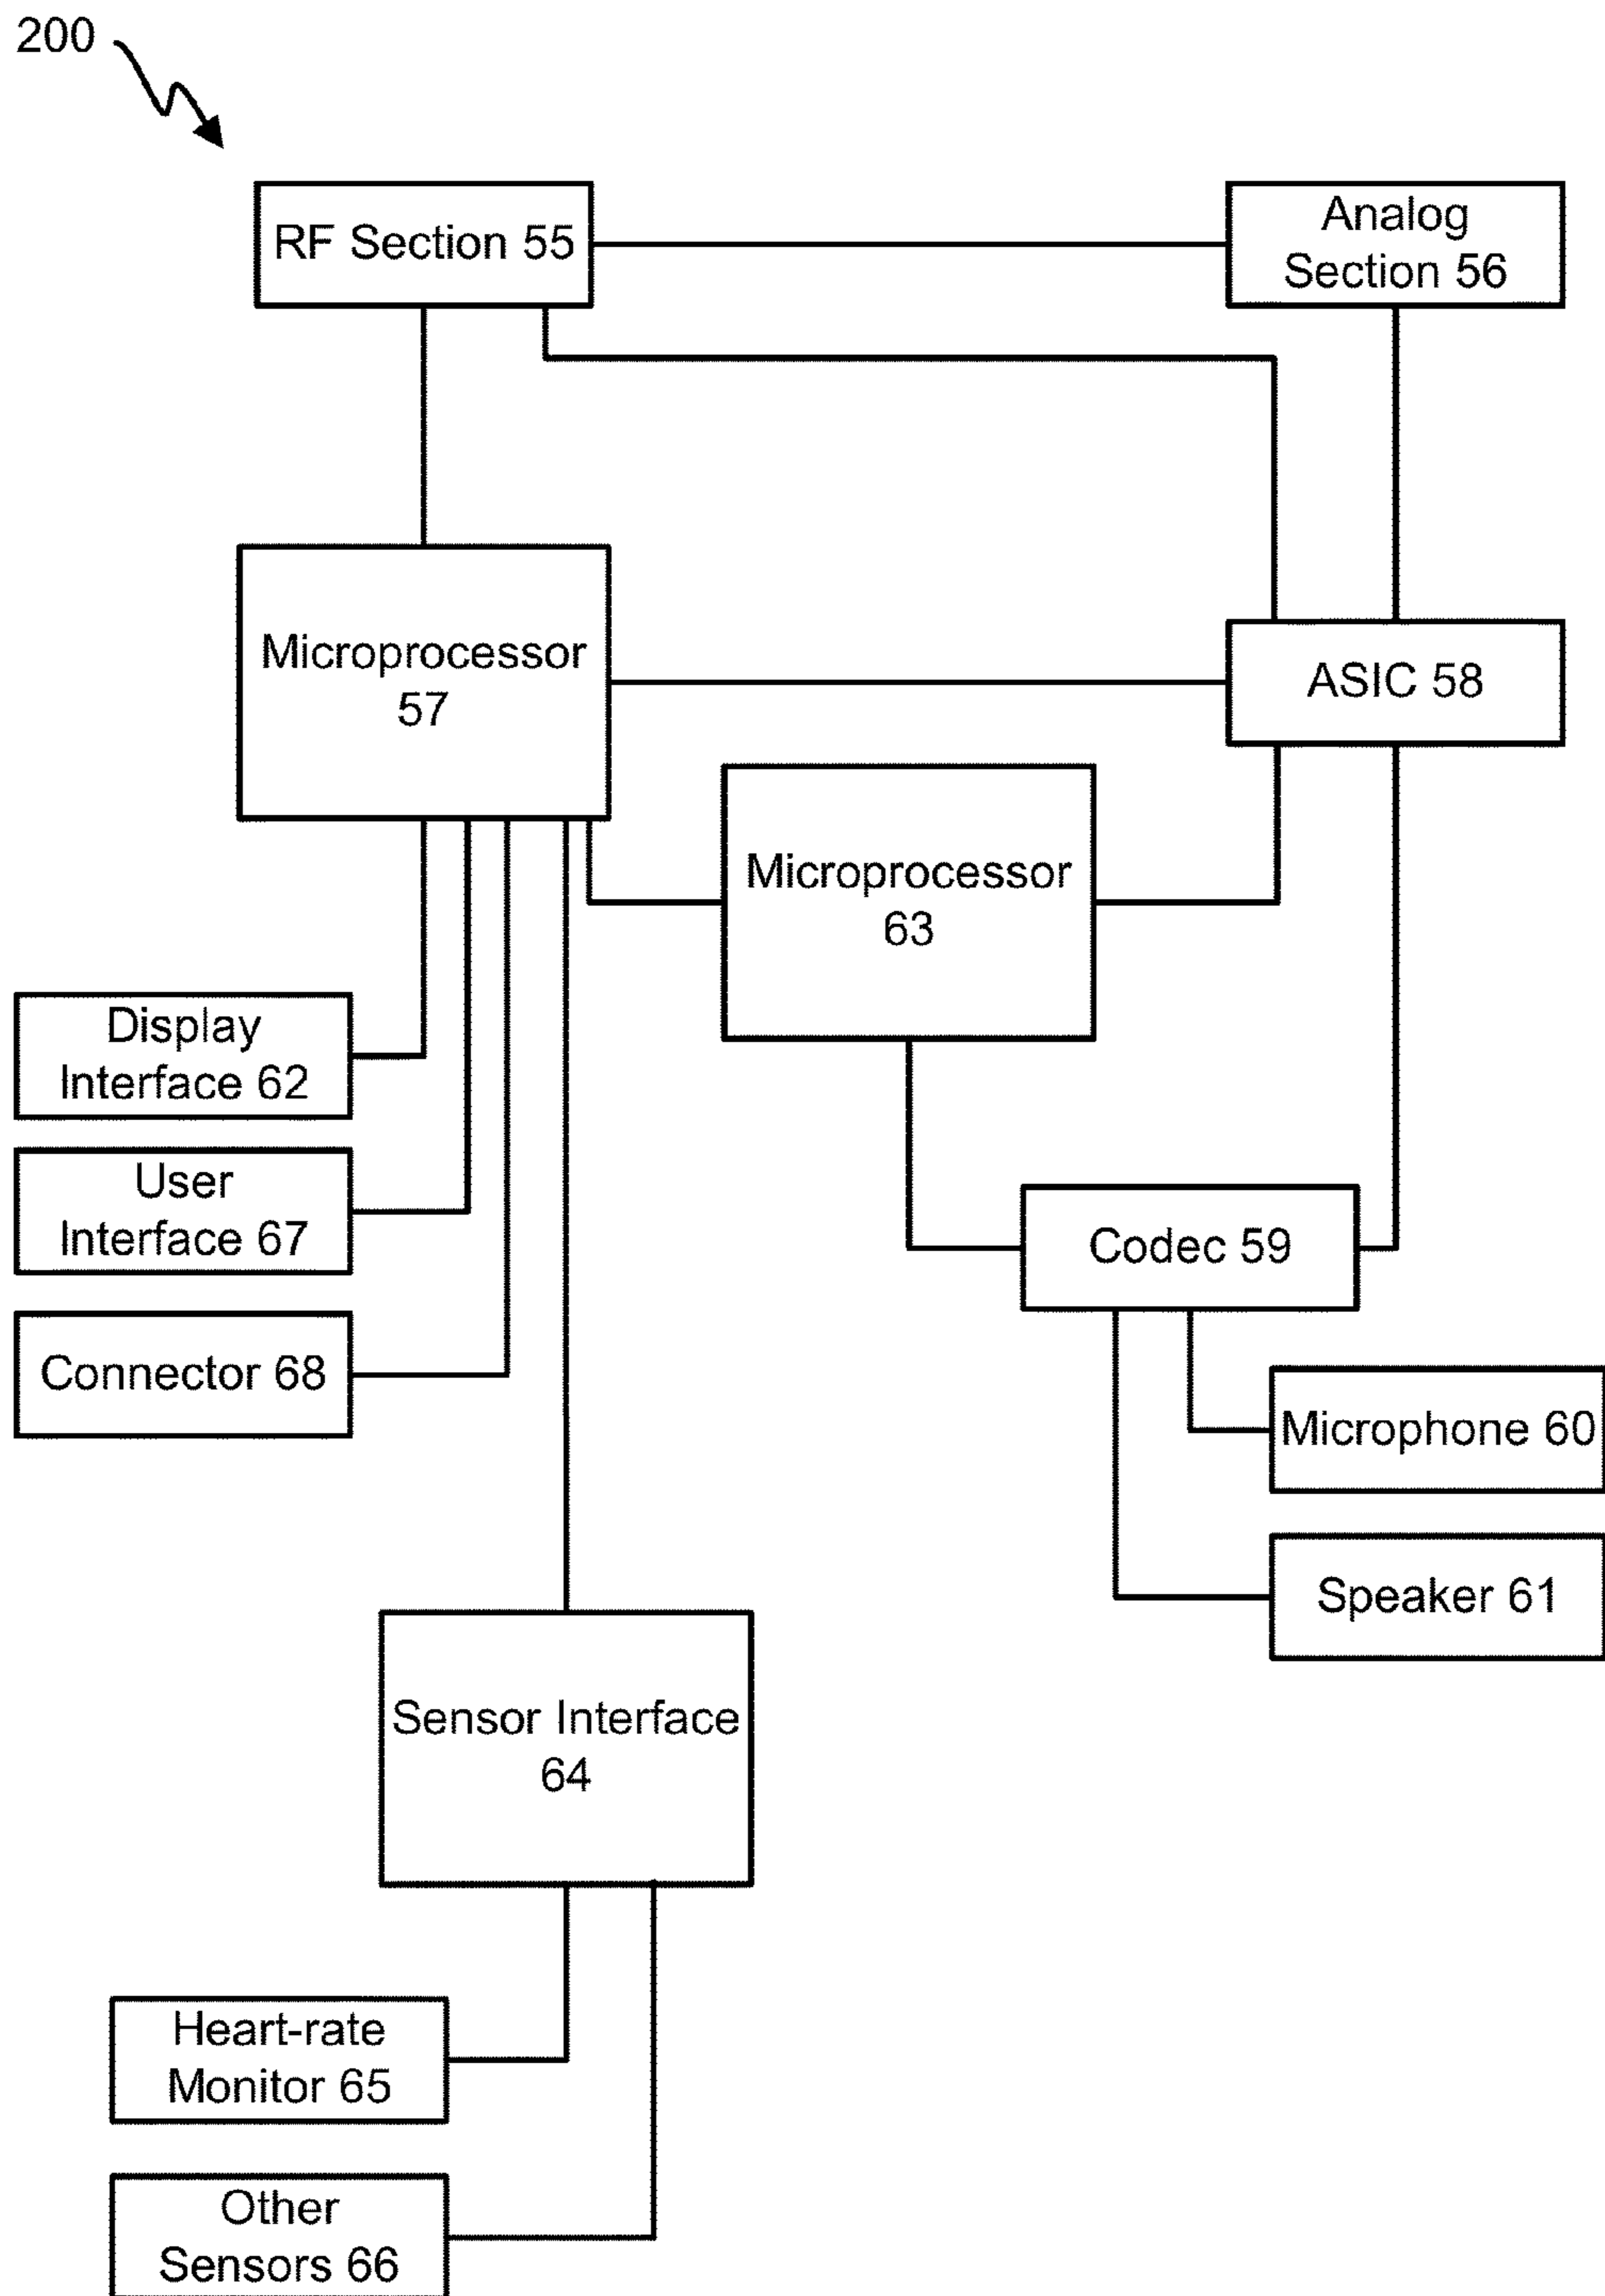 200
RF Section 55
Analog
Section 56
Microprocessor
57
ASIC 58
Microprocessor
63
Display
Interface 62
User
Interface 67
Codec 59
Connector 68
Microphone 60
Speaker 61
Sensor Interface
64
Heart-rate
Monitor 65
Other
Sensors 66